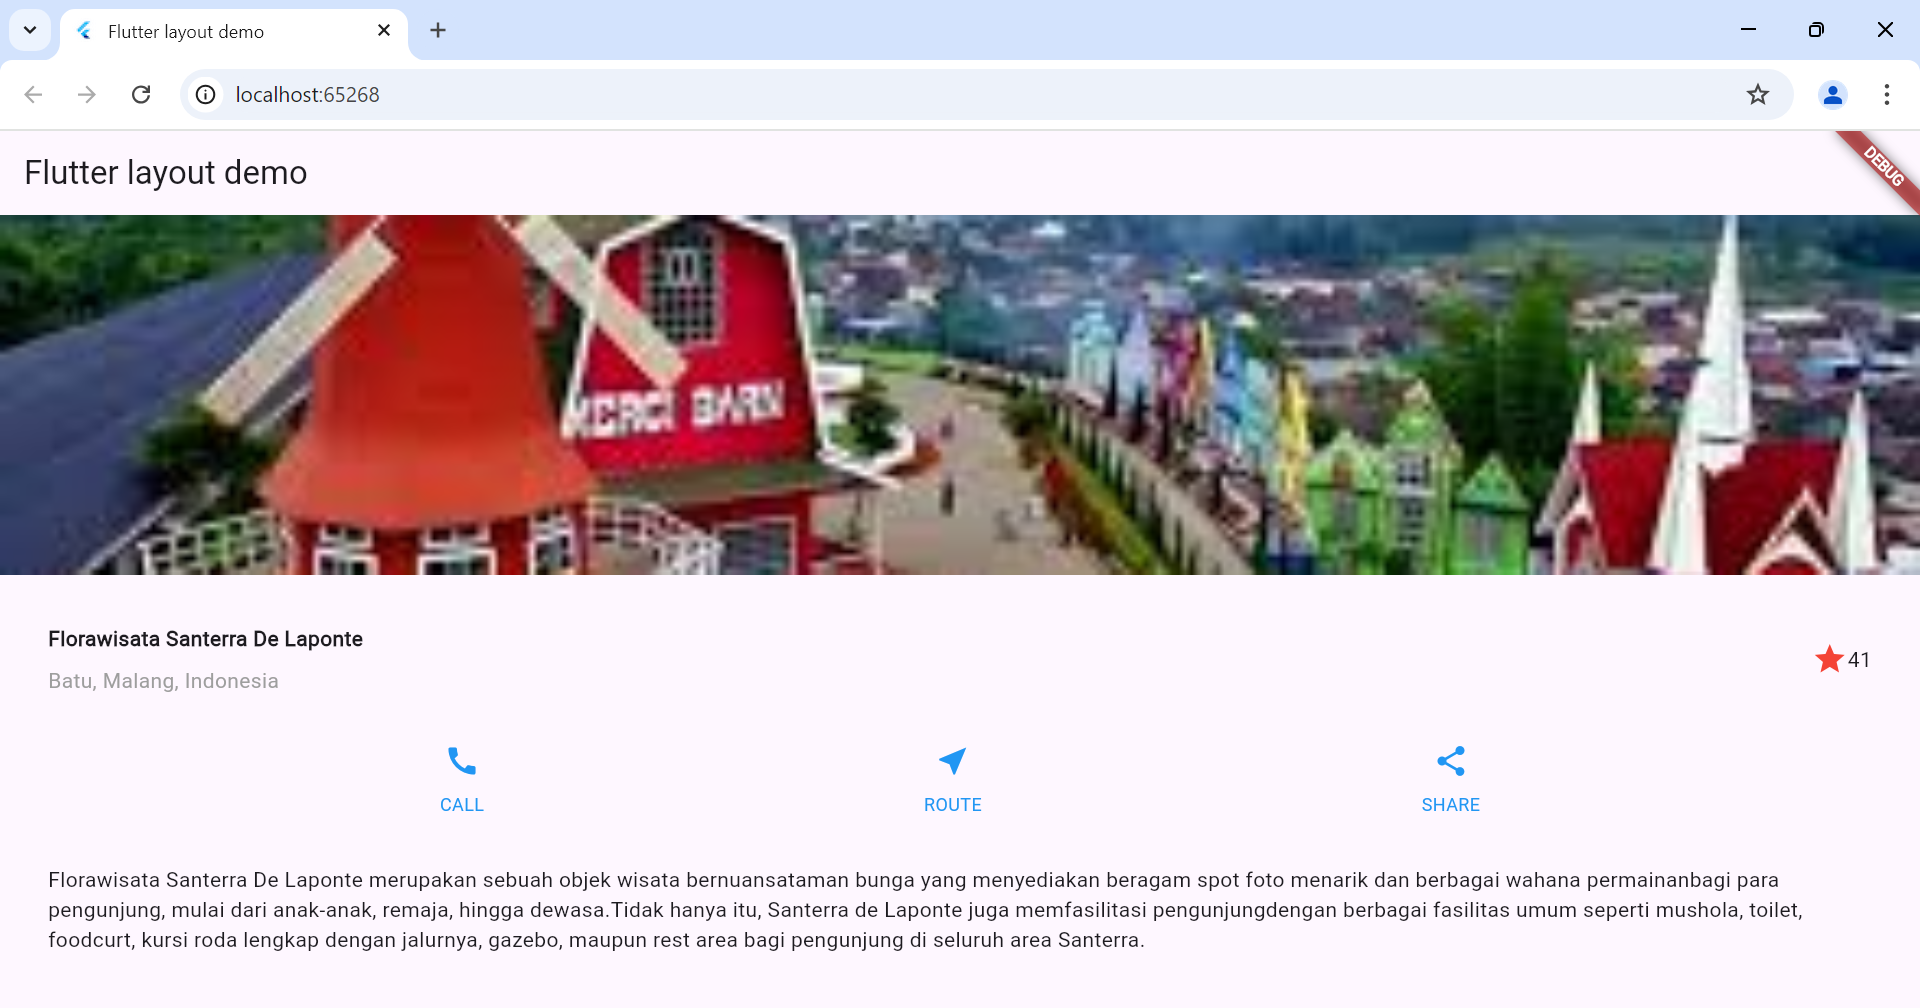 Flutter layout demo
localhost:65268
Flutter layout demo
DEBUG
MERCI BARN
Florawisata Santerra De Laponte
Batu, Malang, Indonesia
41
CALL
ROUTE
SHARE
Florawisata Santerra De Laponte merupakan sebuah objek wisata bernuansataman bunga yang menyediakan beragam spot foto menarik dan berbagai wahana permainanbagi para
pengunjung, mulai dari anak-anak, remaja, hingga dewasa.Tidak hanya itu, Santerra de Laponte juga memfasilitasi pengunjungdengan berbagai fasilitas umum seperti mushola, toilet,
foodcurt, kursi roda lengkap dengan jalurnya, gazebo, maupun rest area bagi pengunjung di seluruh area Santerra.